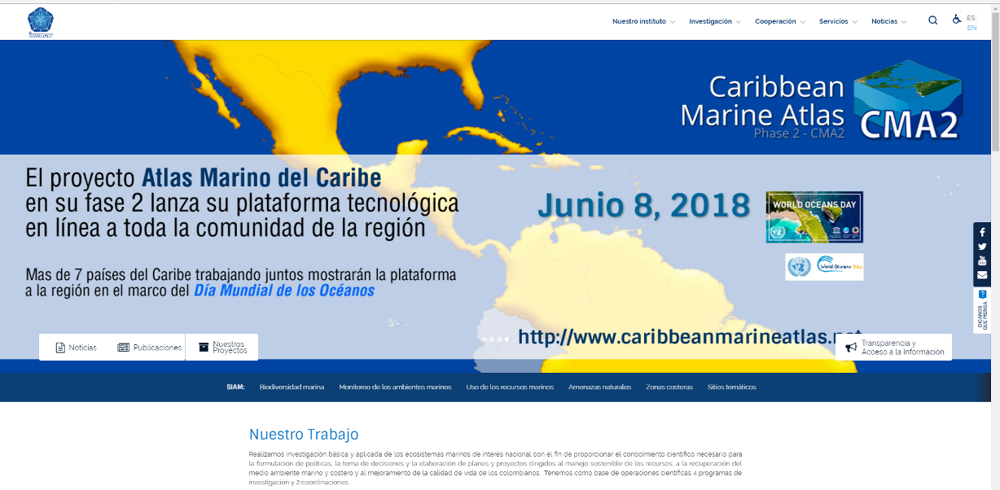 invemar
Nuestro instituto
Investigación
Cooperación
Servicios
Noticias
ES
EN
Caribbean
Marine Atlas
Phase 2 - CMA2
CMA2
El proyecto Atlas Marino del Caribe
en su fase 2 lanza su plataforma tecnológica
en línea a toda la comunidad de la región
Junio 8, 2018
WORLD OCEANS DAY
World Oceans Day
Mas de 7 países del Caribe trabajando juntos mostrarán la plataforma
a la región en el marco del Día Mundial de los Océanos
DIGANOS
QUE PIENSA
http://www.caribbeanmarineatlas.net
Noticias
Publicaciones
Nuestros
Proyectos
Transparencia y
Acceso a la Información
SIAM: Biodiversidad marina Monitoreo de los ambientes marinos Uso de los recursos marinos Amenazas naturales Zonas costeras Sitios temáticos
Nuestro Trabajo
Realizamos investigación básica y aplicada de los ecosistemas marinos de interés nacional con el fin de proporcionar el conocimiento científico necesario para
la formulación de políticas, la toma de decisiones y la elaboración de planes y proyectos dirigidos al manejo sostenible de los recursos, a la recuperación del
medio ambiente marino y costero y al mejoramiento de la calidad de vida de los colombianos. Tenemos como base de operaciones científicas 4 programas de
investigación y 2 coordinaciones.